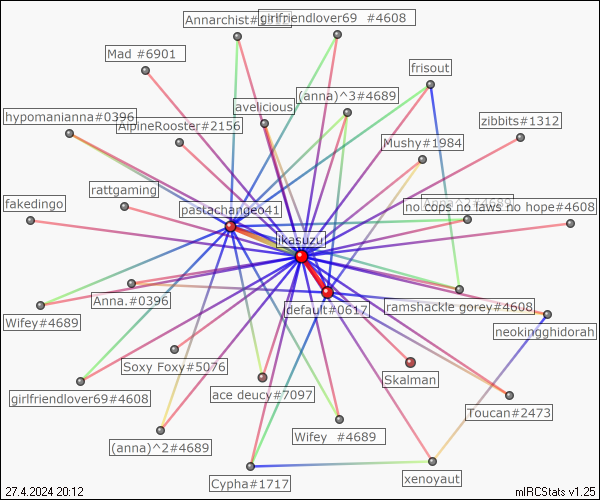 Annarchist#
girlfriendlover69 #4608
Mad #6901
frisout
(anna)^3#4689
avelicious
hypomanianna#0396
AlpineRooster#2156
zibbits#1312
Mushy#1984
rattgaming
fakedingo
no cops no laws no hope#4608
pastachangeo41
ikasuzu
Anna.#0396
default#0617
ramshackle gorey#4608
Wifey#4689
neokingghidorah
Soxy Foxy#5076
Skalman
girlfriendlover69#4608
ace deucy#7097
Toucan#2473
Wifey #4689
(anna)^2#4689
xenoyaut
Cypha#1717
27.4.2024 20:12
mIRCStats v1.25